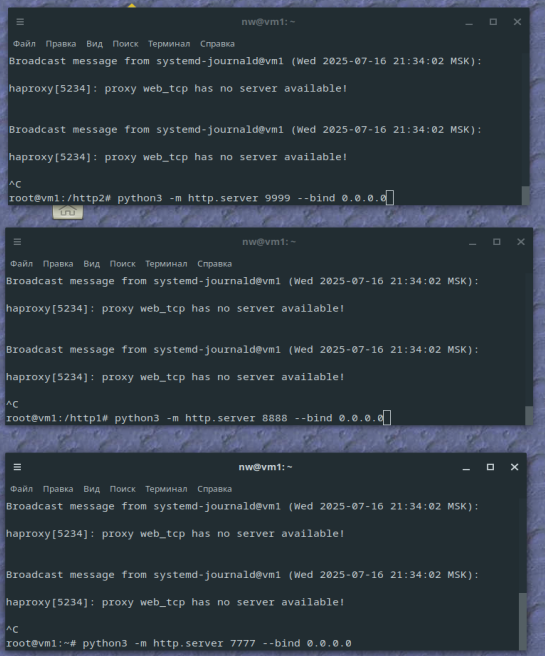 nw@vm1: ~
Файл Правка Вид Поиск Терминал Справка
Broadcast message from systemd-journald@vm1 (Wed 2025-07-16 21:34:02 MSK):
haproxy[5234]: proxy web_tcp has no server available!
Broadcast message from systemd-journald@vm1 (Wed 2025-07-16 21:34:02 MSK):
haproxy[5234]: proxy web_tcp has no server available!
^C
root@vm1:/http2# python3 -m http.server 9999 --bind 0.0.0.0
nw@vm1: ~
Файл Правка Вид Поиск Терминал Справка
Broadcast message from systemd-journald@vm1 (Wed 2025-07-16 21:34:02 MSK):
haproxy[5234]: proxy web_tcp has no server available!
Broadcast message from systemd-journald@vm1 (Wed 2025-07-16 21:34:02 MSK):
haproxy[5234]: proxy web_tcp has no server available!
^C
root@vm1:/http1# python3 -m http.server 8888 --bind 0.0.0.0
nw@vm1: ~
Файл Правка Вид Поиск Терминал Справка
Broadcast message from systemd-journald@vm1 (Wed 2025-07-16 21:34:02 MSK):
haproxy[5234]: proxy web_tcp has no server available!
Broadcast message from systemd-journald@vm1 (Wed 2025-07-16 21:34:02 MSK):
haproxy[5234]: proxy web_tcp has no server available!
^C
root@vm1:~# python3 -m http.server 7777 --bind 0.0.0.0